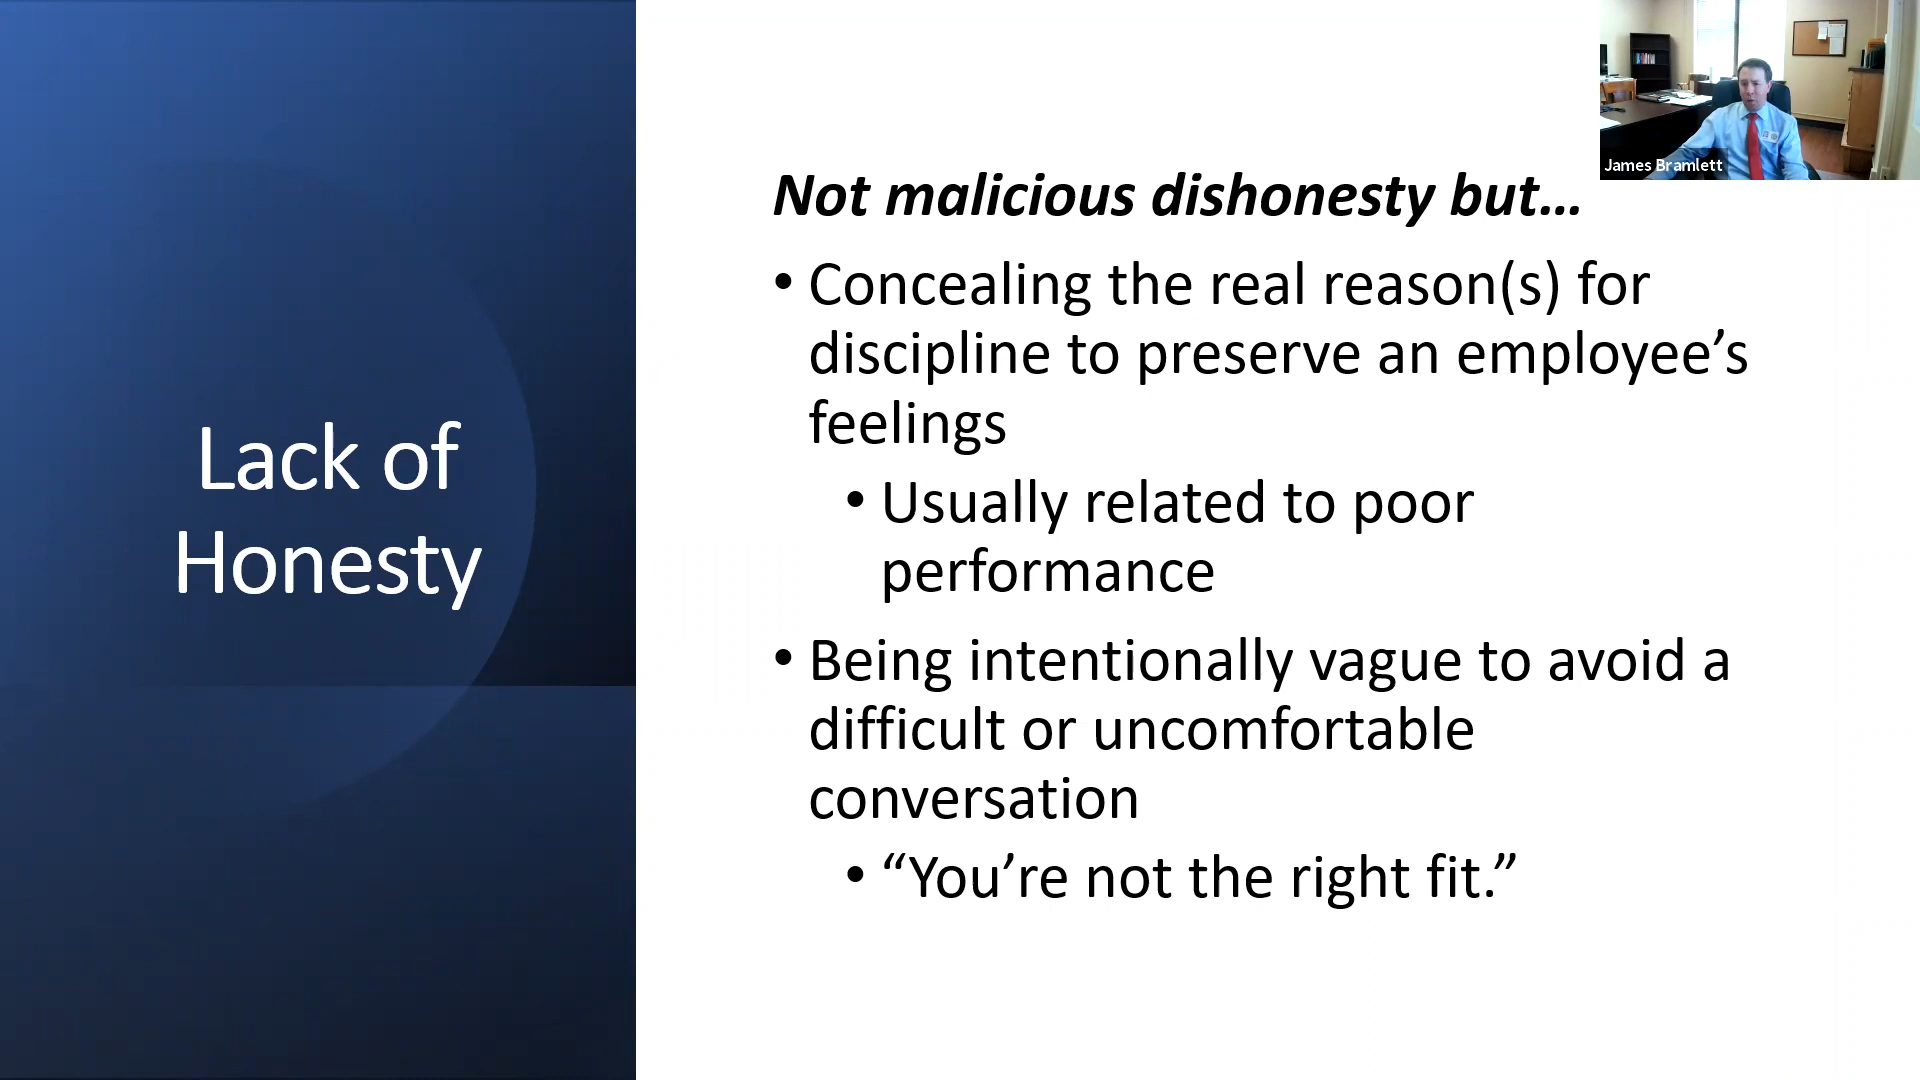 James Bramlett
Lack of
Honesty
Not malicious dishonesty but...
• Concealing the real reason(s) for
discipline to preserve an employee’s
feelings
• Usually related to poor
performance
• Being intentionally vague to avoid a
difficult or uncomfortable
conversation
• “You’re not the right fit.”